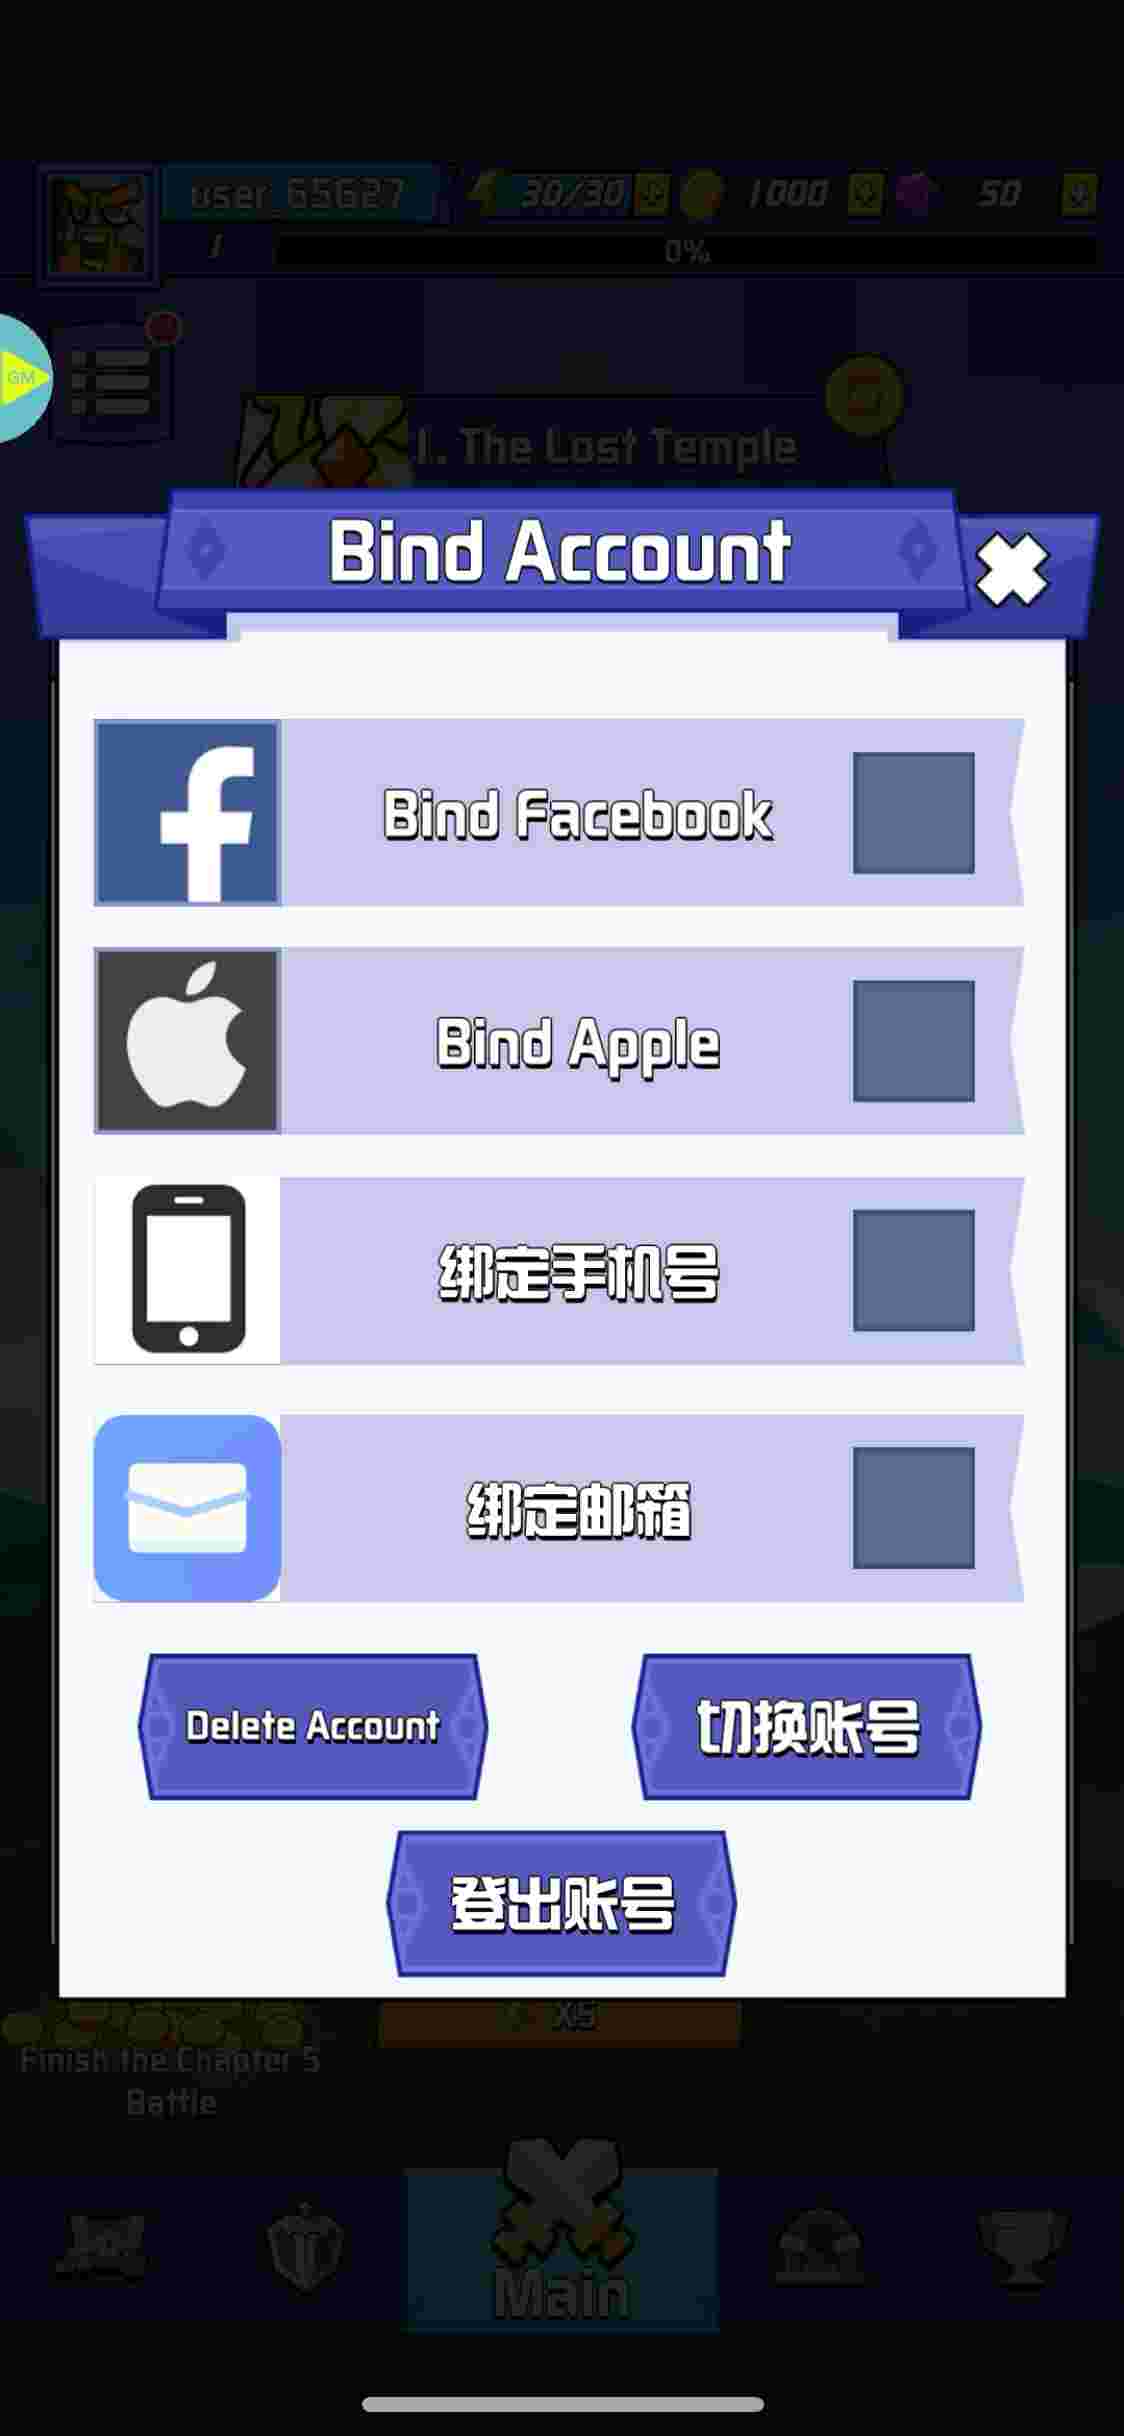 user_65627
30/30
1000
50
1
0%
GM
1. The Lost Temple
Bind Account
Bind Facebook
Bind Apple
绑定手机号
绑定邮箱
Delete Account
切换账号
登出账号
X5
Finish the Chapter 5
Battle
Main